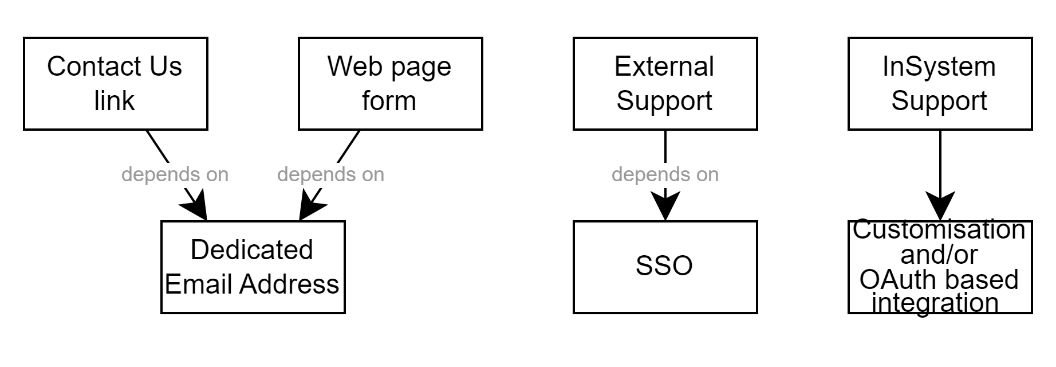 Contact Us
link
Web page
form
External
Support
InSystem
Support
depends on
depends on
depends on
Dedicated
Email Address
SSO
Customisation
and/or
OAuth based
integration